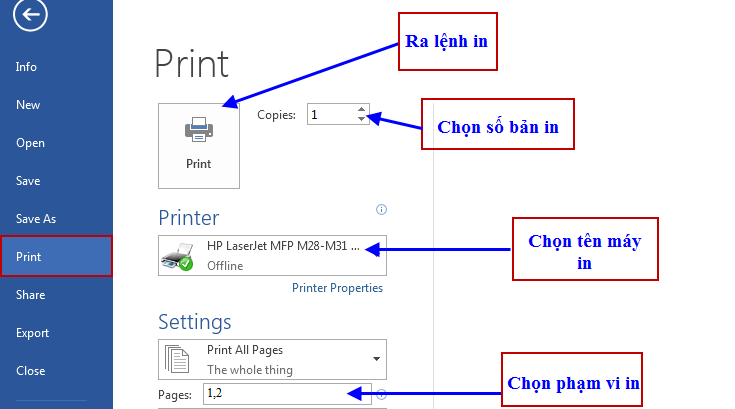 Info
New
Open
Save
Save As
Print
Share
Export
Close
Print
Ra lệnh in
Print
Copies:
1
Chọn số bản in
Printer
HP LaserJet MFP M28-M31 ...
Offline
Chọn tên máy
in
Printer Properties
Settings
Print All Pages
The whole thing
Pages:
1,2
Chọn phạm vi in